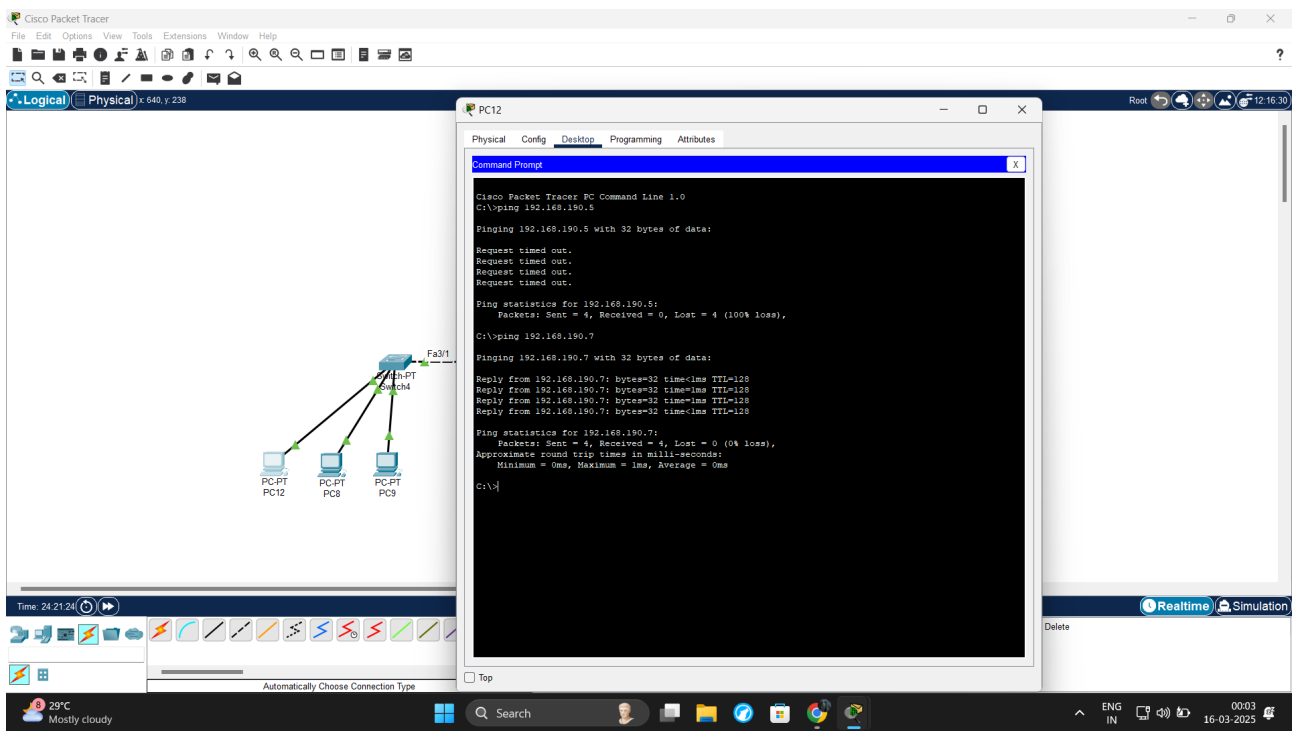 Cisco Packet Tracer
File Edit Options View Tools Extensions Window Help
?
Logical Physical x: 640, y: 238
Root 12:16:30
PC12
Physical Config Desktop Programming Attributes
Command Prompt X
Cisco Packet Tracer PC Command Line 1.0
C:\>ping 192.168.190.5
Pinging 192.168.190.5 with 32 bytes of data:
Request timed out.
Request timed out.
Request timed out.
Request timed out.
Ping statistics for 192.168.190.5:
Packets: Sent = 4, Received = 0, Lost = 4 (100% loss),
C:\>ping 192.168.190.7
Pinging 192.168.190.7 with 32 bytes of data:
Reply from 192.168.190.7: bytes=32 time<1ms TTL=128
Reply from 192.168.190.7: bytes=32 time=1ms TTL=128
Reply from 192.168.190.7: bytes=32 time=1ms TTL=128
Reply from 192.168.190.7: bytes=32 time<1ms TTL=128
Ping statistics for 192.168.190.7:
Packets: Sent = 4, Received = 4, Lost = 0 (0% loss),
Approximate round trip times in milli-seconds:
Minimum = 0ms, Maximum = 1ms, Average = 0ms
C:\>
Top
Fa3/1
Switch-PT
Switch4
PC-PT
PC12
PC-PT
PC8
PC-PT
PC9
Time: 24:21:24
Realtime Simulation
Delete
Automatically Choose Connection Type
8
29°C
Mostly cloudy
Search
ENG
IN
00:03
16-03-2025